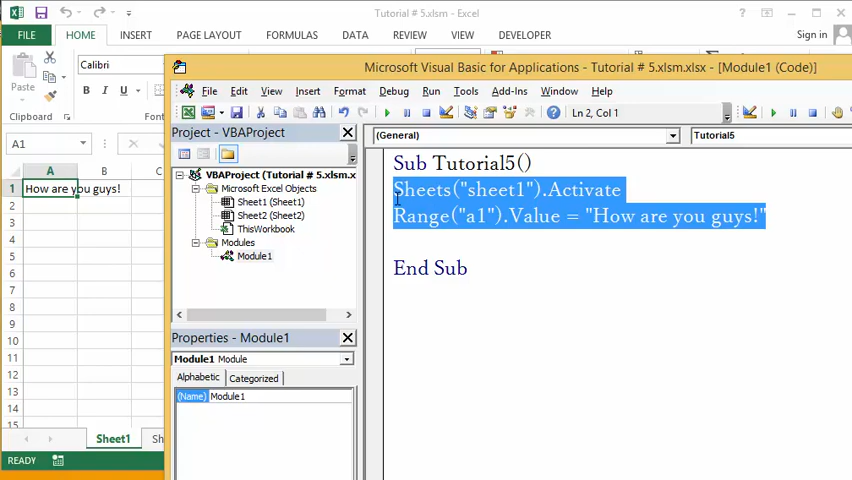 Tutorial # 5.xlsm - Excel
FILE HOME INSERT PAGE LAYOUT FORMULAS DATA REVIEW VIEW DEVELOPER
Sign in
Paste
Calibri
B I U
Clipboard
A1
A B C
1 How are you guys!
2
3
4
5
6
7
8
9
10
11
12
13
14
15
Sheet1 Sh
READY
Microsoft Visual Basic for Applications - Tutorial # 5.xlsm.xlsx - [Module1 (Code)]
File Edit View Insert Format Debug Run Tools Add-Ins Window Help
Ln 2, Col 1
Project - VBAProject
VBAProject (Tutorial # 5.xlsm.x
Microsoft Excel Objects
Sheet1 (Sheet1)
Sheet2 (Sheet2)
ThisWorkbook
Modules
Module1
Properties - Module1
Module1 Module
Alphabetic Categorized
(Name) Module1
(General) Tutorial5
Sub Tutorial5()
Sheets("sheet1").Activate
Range("a1").Value = "How are you guys!"
End Sub